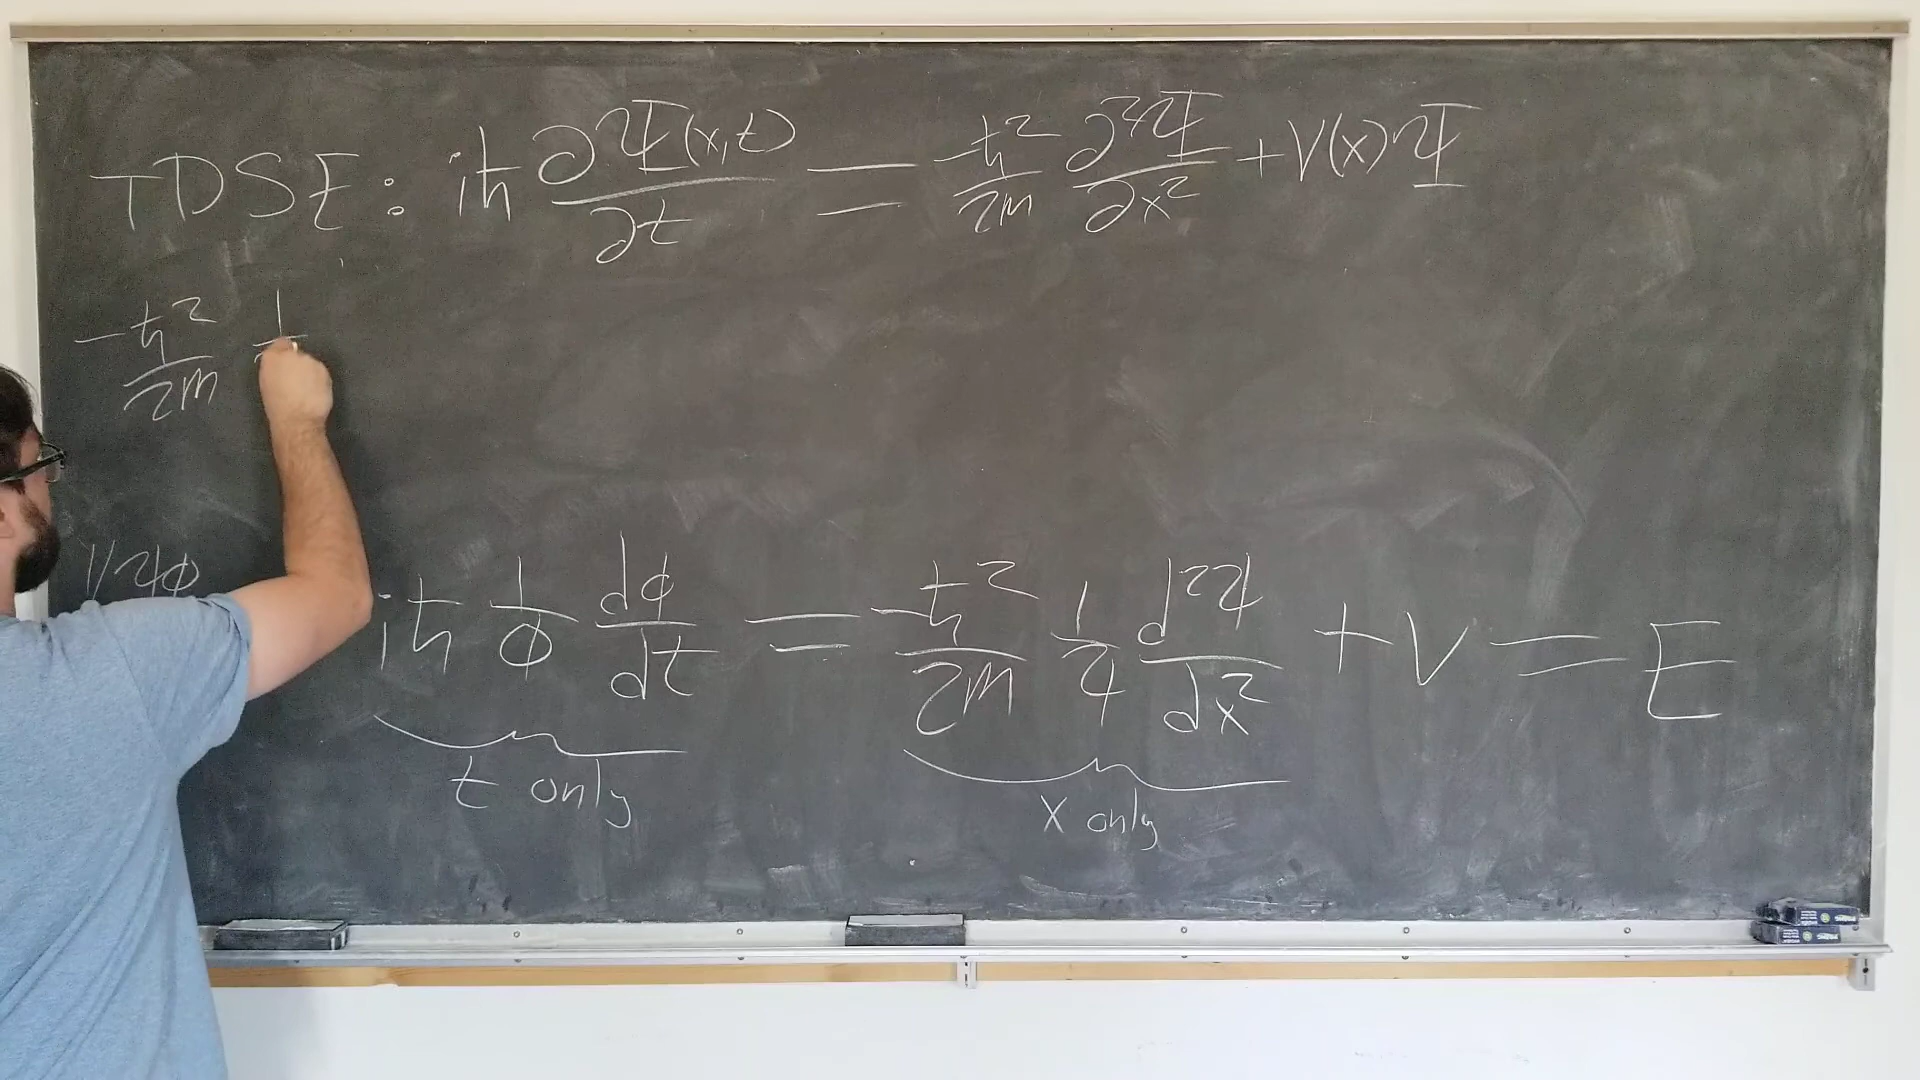 TDSE: iħ ∂Ψ(x,t)/∂t = -ħ²/2m ∂²Ψ/∂x² + V(x)Ψ
-ħ²/2m 1/
1/ψϕ
iħ 1/ϕ dϕ/dt = -ħ²/2m 1/ψ d²ψ/dx² + V = E
t only
x only